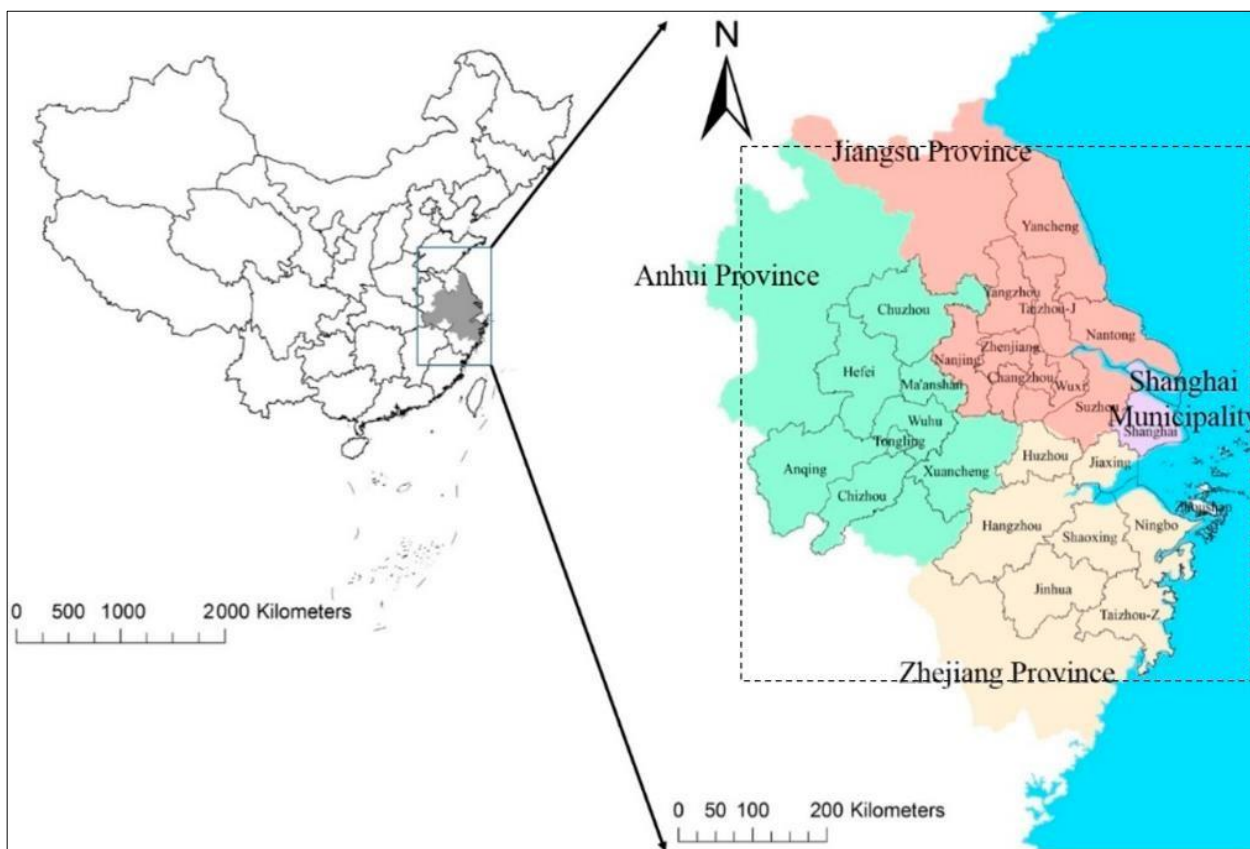 N
Jiangsu Province
Yancheng
Anhui Province
Yangzhou
Chuzhou
Taizhou-J
Nantong
Zhenjiang
Nanjing
Hefei
Changzhou
Wuxi
Ma'anshan
Shanghai
Municipality
Suzhou
Wuhu
Shanghai
Tongling
Huzhou
Jiaxing
Anqing
Xuancheng
Chizhou
Zhoushan
Hangzhou
Ningbo
Shaoxing
Jinhua
Taizhou-Z
Zhejiang Province
0 500 1000 2000 Kilometers
0 50 100 200 Kilometers